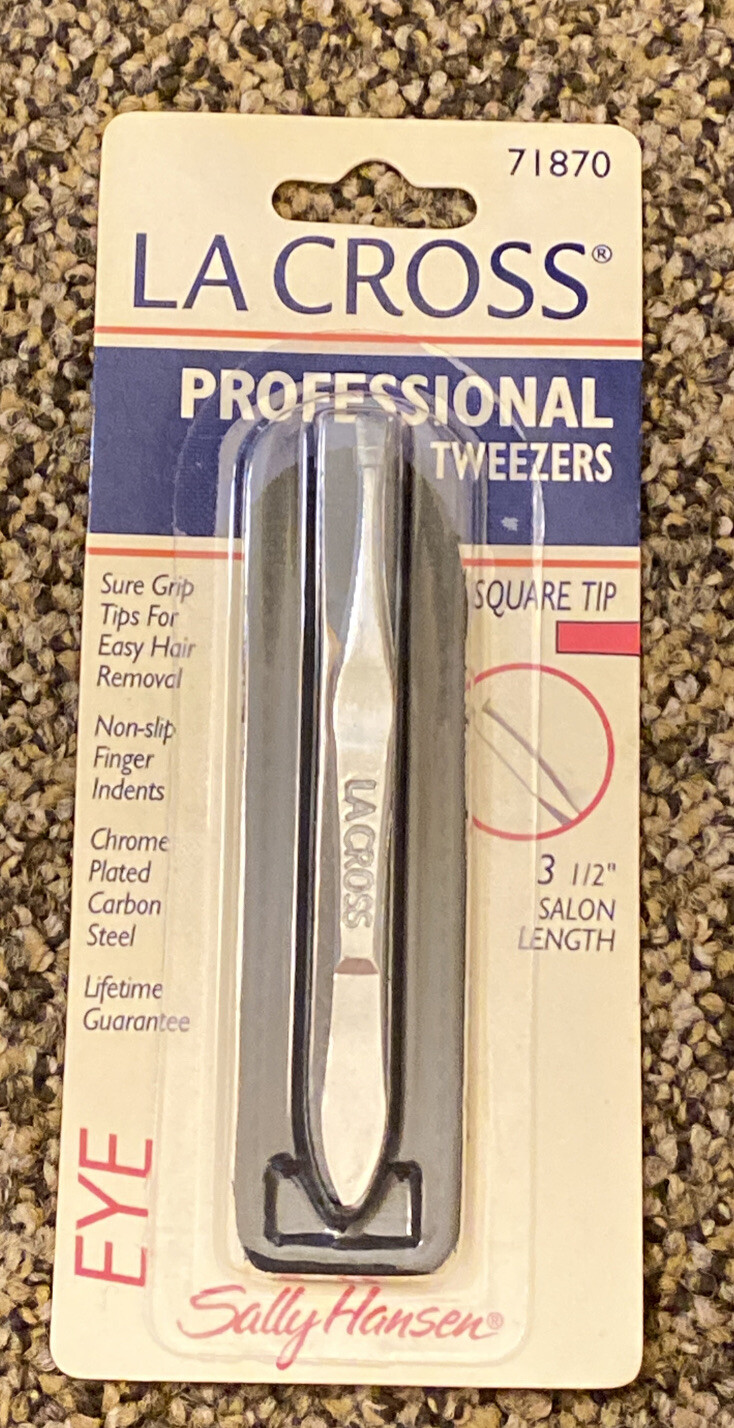 71870
LA CROSS®
PROFESSIONAL
TWEEZERS
Sure Grip
Tips For
Easy Hair
Removal
Non-slip
Finger
Indents
Chrome
Plated
Carbon
Steel
Lifetime
Guarantee
SQUARE TIP
3 1/2"
SALON
LENGTH
LA CROSS
EYE
Sally Hansen®